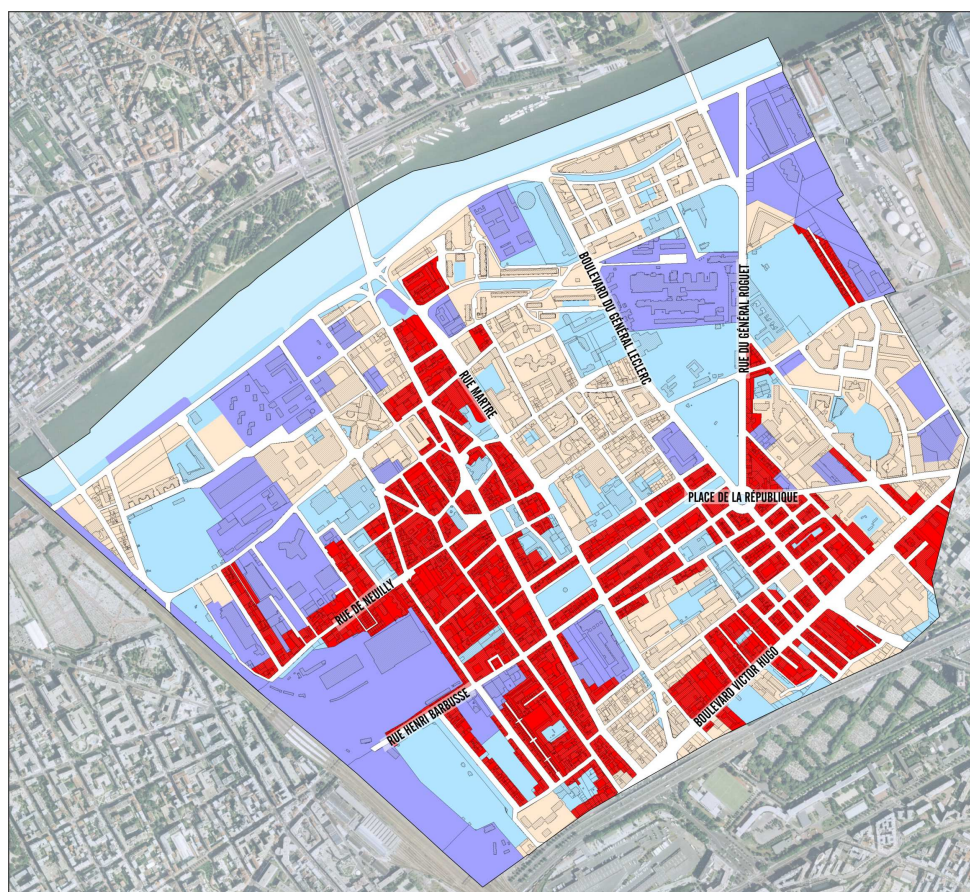 BOULEVARD DU GÉNÉRAL LECLERC
RUE DU GÉNÉRAL ROGUET
RUE MARTRE
PLACE DE LA RÉPUBLIQUE
RUE DE NEUILLY
BOULEVARD VICTOR HUGO
RUE HENRI BARBUSSE